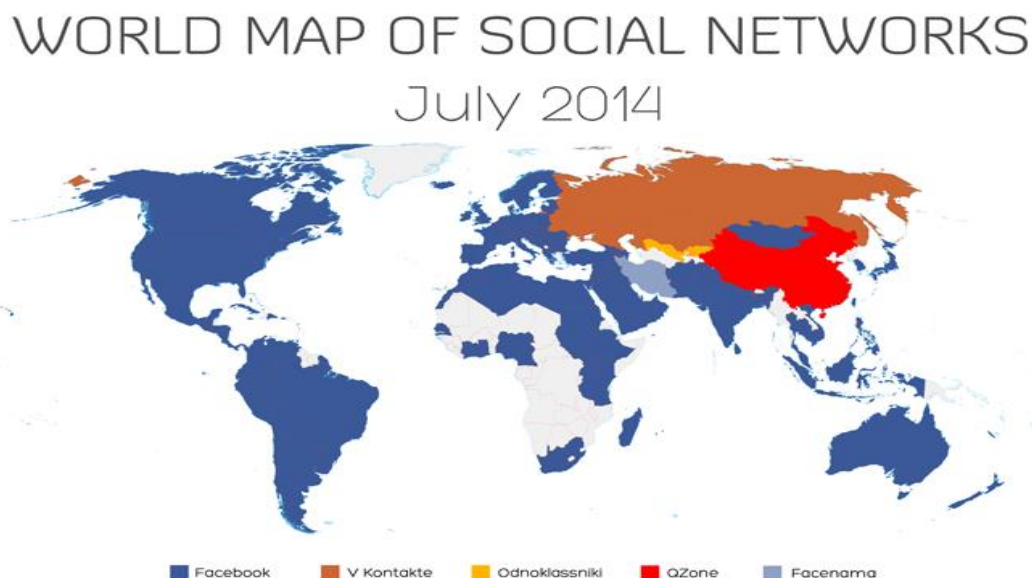 WORLD MAP OF SOCIAL NETWORKS
July 2014
Facebook V Kontakte Odnoklassniki QZone Facenama